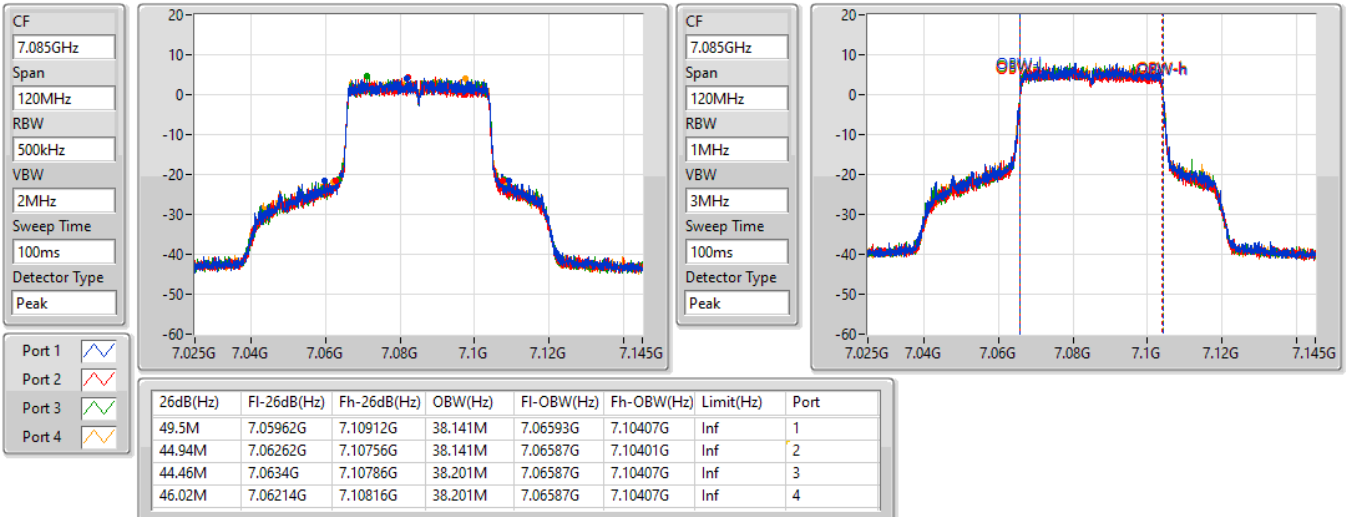 CF
7.085GHz
Span
120MHz
RBW
500kHz
VBW
2MHz
Sweep Time
100ms
Detector Type
Peak
20
10
0
-10
-20
-30
-40
-50
-60
7.025G 7.04G 7.06G 7.08G 7.1G 7.12G 7.145G
CF
7.085GHz
Span
120MHz
RBW
1MHz
VBW
3MHz
Sweep Time
100ms
Detector Type
Peak
20
10
0
-10
-20
-30
-40
-50
-60
OBW-l OBW-h
7.025G 7.04G 7.06G 7.08G 7.1G 7.12G 7.145G
Port 1
Port 2
Port 3
Port 4
26dB(Hz) Fl-26dB(Hz) Fh-26dB(Hz) OBW(Hz) Fl-OBW(Hz) Fh-OBW(Hz) Limit(Hz) Port
49.5M 7.05962G 7.10912G 38.141M 7.06593G 7.10407G Inf 1
44.94M 7.06262G 7.10756G 38.141M 7.06587G 7.10401G Inf 2
44.46M 7.0634G 7.10786G 38.201M 7.06587G 7.10407G Inf 3
46.02M 7.06214G 7.10816G 38.201M 7.06587G 7.10407G Inf 4